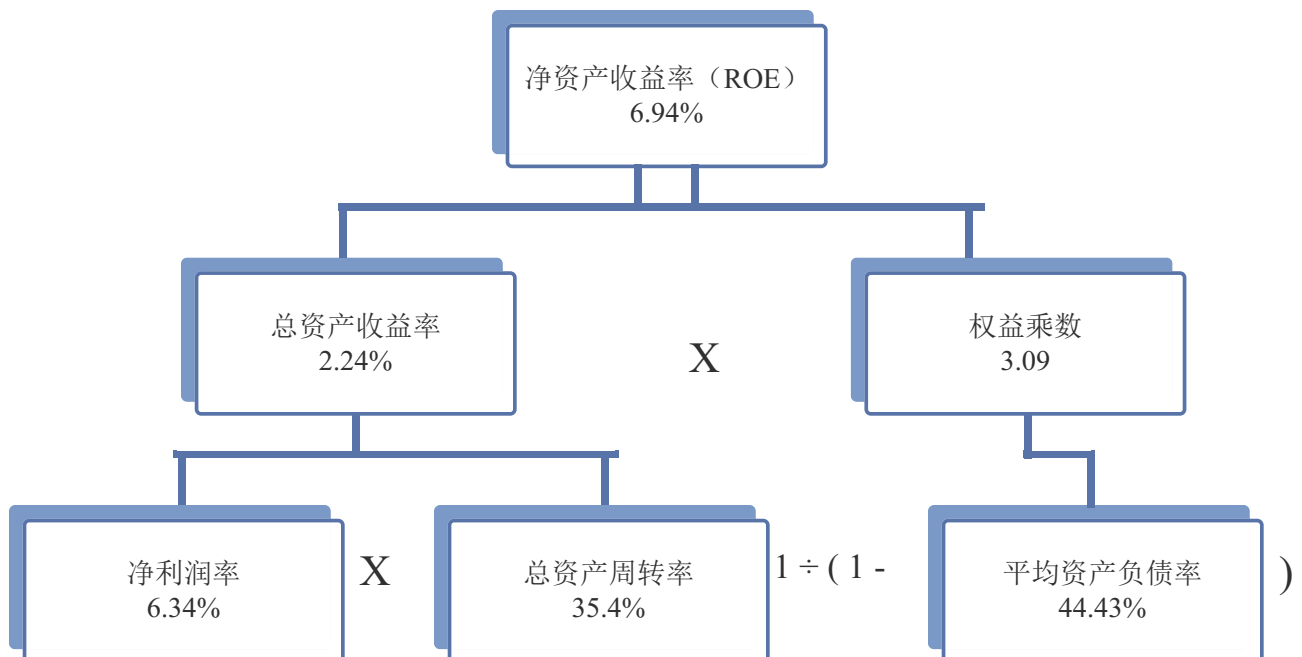 净资产收益率（ROE）
6.94%
总资产收益率
2.24%
X
权益乘数
3.09
净利润率
6.34%
X
总资产周转率
35.4%
1 ÷ ( 1 -
平均资产负债率
44.43%
)